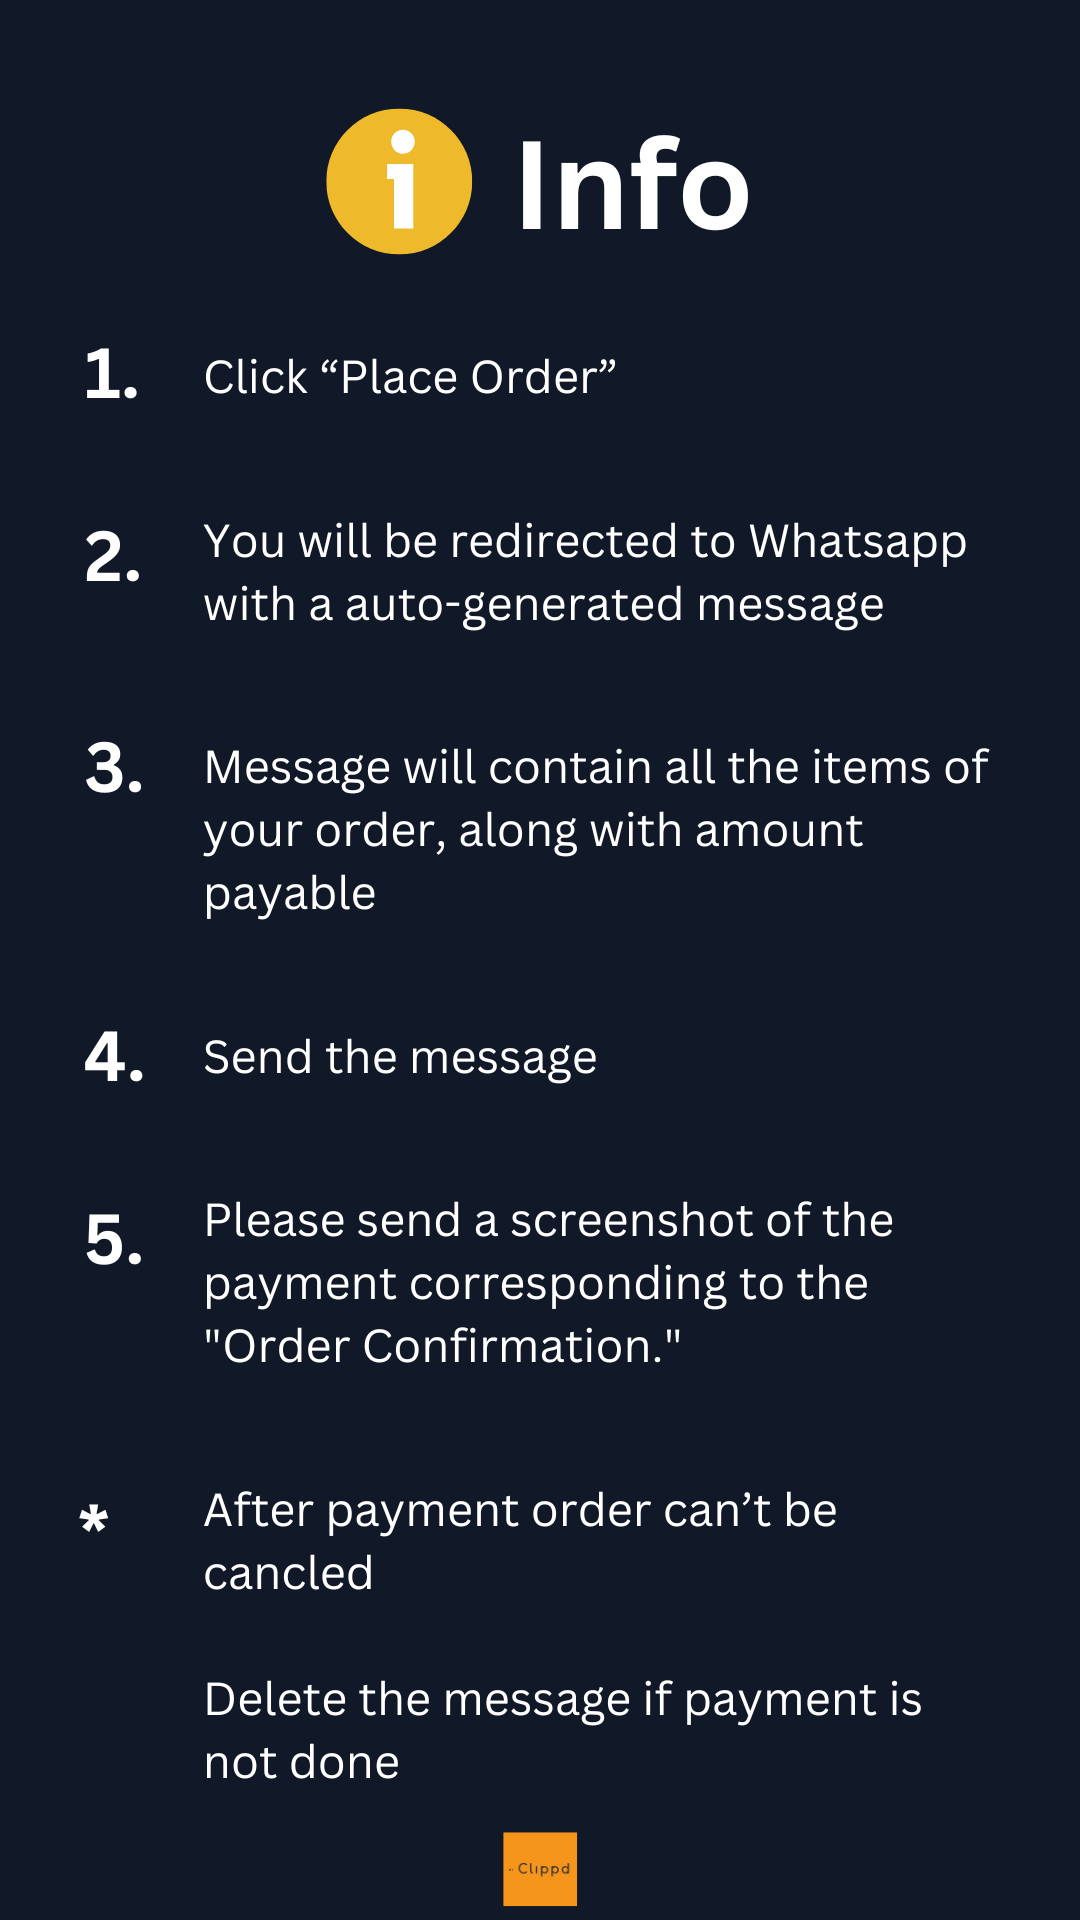 i Info
1. Click “Place Order”
2. You will be redirected to Whatsapp
with a auto-generated message
3. Message will contain all the items of
your order, along with amount
payable
4. Send the message
5. Please send a screenshot of the
payment corresponding to the
"Order Confirmation."
* After payment order can’t be
cancled
Delete the message if payment is
not done
Clippd